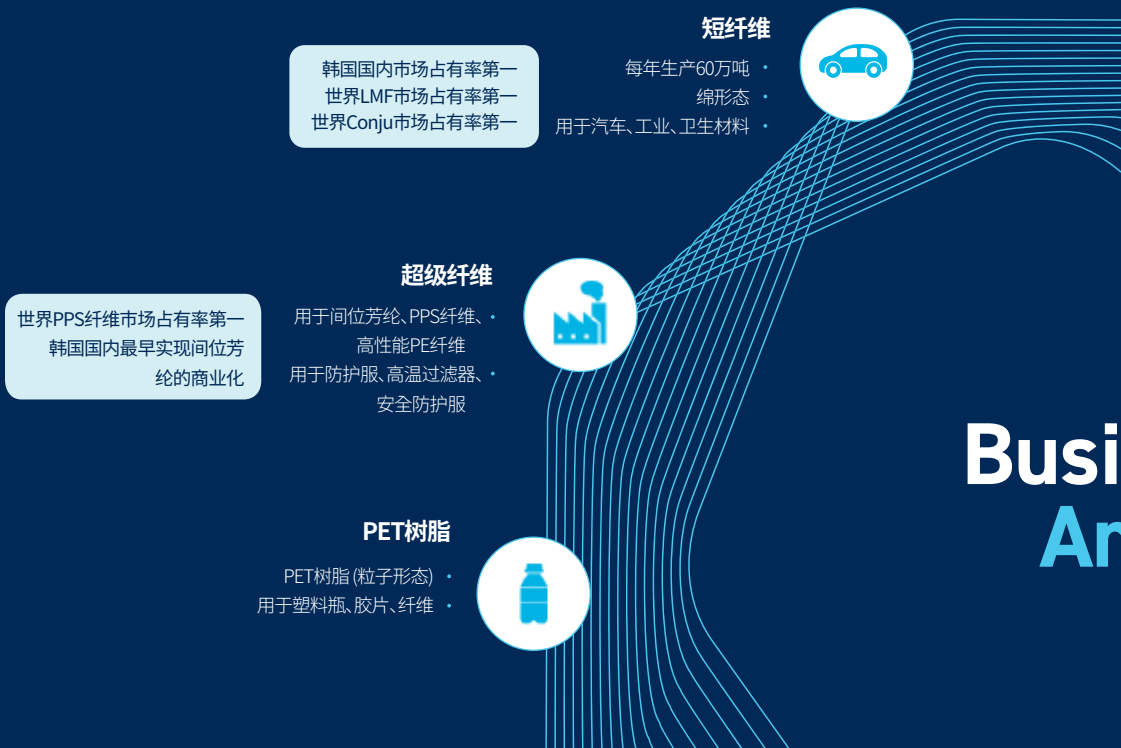 短纤维
• 每年生产60万吨
• 绵形态
• 用于汽车、工业、卫生材料
韩国国内市场占有率第一
世界LMF市场占有率第一
世界Conju市场占有率第一
超级纤维
• 用于间位芳纶、PPS纤维、
高性能PE纤维
• 用于防护服、高温过滤器、
安全防护服
世界PPS纤维市场占有率第一
韩国国内最早实现间位芳
纶的商业化
PET树脂
• PET树脂 (粒子形态)
• 用于塑料瓶、胶片、纤维
Busi